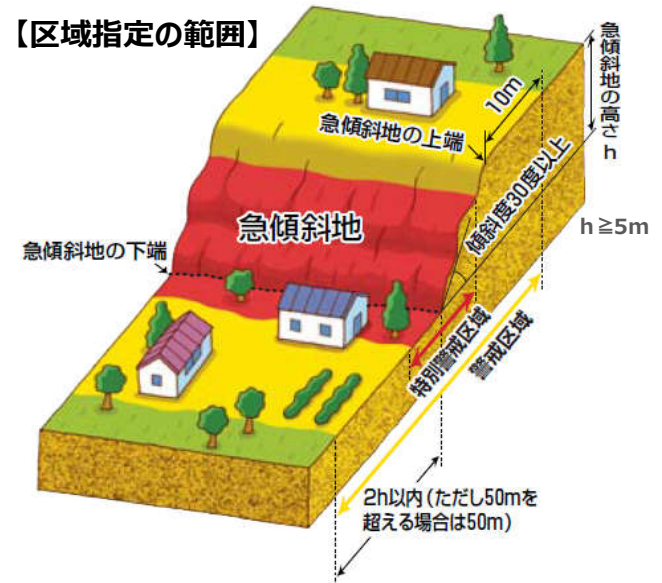 【区域指定の範囲】
急傾斜地の高さh
10m
急傾斜地の上端
傾斜度30度以上
急傾斜地
h≧5m
急傾斜地の下端
特別警戒区域
警戒区域
2h以内(ただし50mを
超える場合は50m)